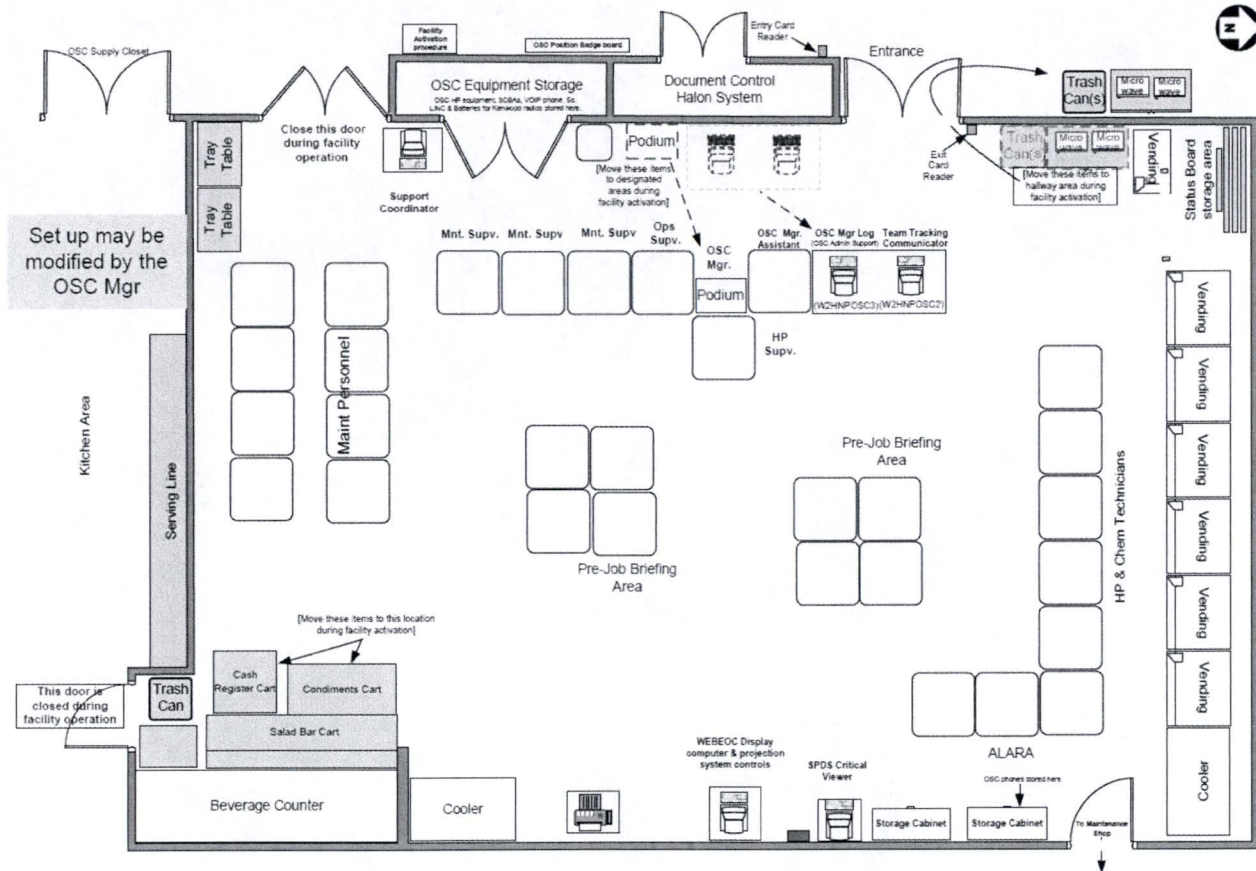 N
OSC Supply Closet
Facility
Activation
procedure
OSC Position Badge board
Entry Card
Reader
Entrance
OSC Equipment Storage
OSC HP equipment, SCBAs, VOIP phone, So.
LINC & Batteries for Kenwood radios stored here.
Document Control
Halon System
Trash
Can(s)
Micro
wave
Micro
wave
Close this door
during facility
operation
Tray
Table
Tray
Table
Support
Coordinator
Podium
[Move these items
to designated
areas during
facility activation]
Trash
Can(s)
Micro
wave
Micro
wave
Exit
Card
Reader
[Move these items to
hallway area during
facility activation]
Vending
Status Board
storage area
Set up may be
modified by the
OSC Mgr
Mnt. Supv.
Mnt. Supv
Mnt. Supv
Ops
Supv.
OSC
Mgr.
Podium
OSC Mgr.
Assistant
OSC Mgr Log
(OSC Admin Support)
Team Tracking
Communicator
(W2HNPOSC3)
(W2HNPOSC2)
HP
Supv.
Vending
Vending
Vending
Vending
Vending
Vending
Kitchen Area
Serving Line
Maint Personnel
Pre-Job Briefing
Area
Pre-Job Briefing
Area
HP & Chem Technicians
[Move these items to this location
during facility activation]
Cash
Register Cart
Condiments Cart
This door is
closed during
facility operation
Trash
Can
Salad Bar Cart
Beverage Counter
Cooler
WEBEOC Display
computer & projection
system controls
SPDS Critical
Viewer
ALARA
OSC phones stored here
Storage Cabinet
Storage Cabinet
To Maintenance
Shop
Cooler